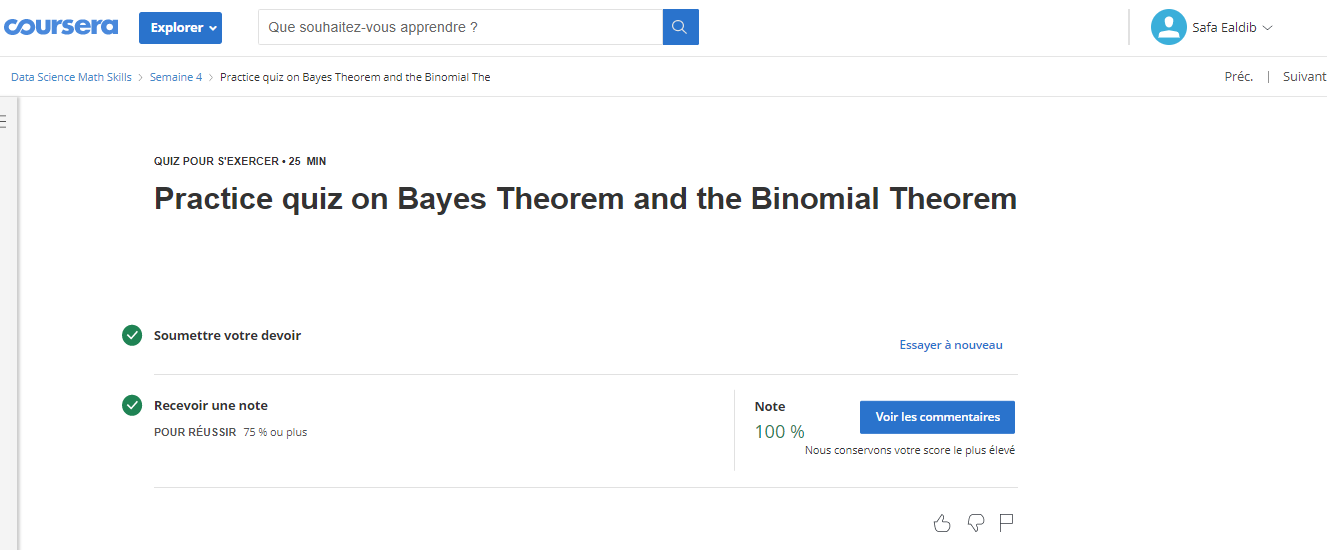 coursera Explorer Que souhaitez-vous apprendre ? Safa Ealdib
Data Science Math Skills > Semaine 4 > Practice quiz on Bayes Theorem and the Binomial The Préc. | Suivant
QUIZ POUR S'EXERCER • 25 MIN
Practice quiz on Bayes Theorem and the Binomial Theorem
Soumettre votre devoir
Essayer à nouveau
Recevoir une note
POUR RÉUSSIR 75 % ou plus
Note
100 %
Voir les commentaires
Nous conservons votre score le plus élevé